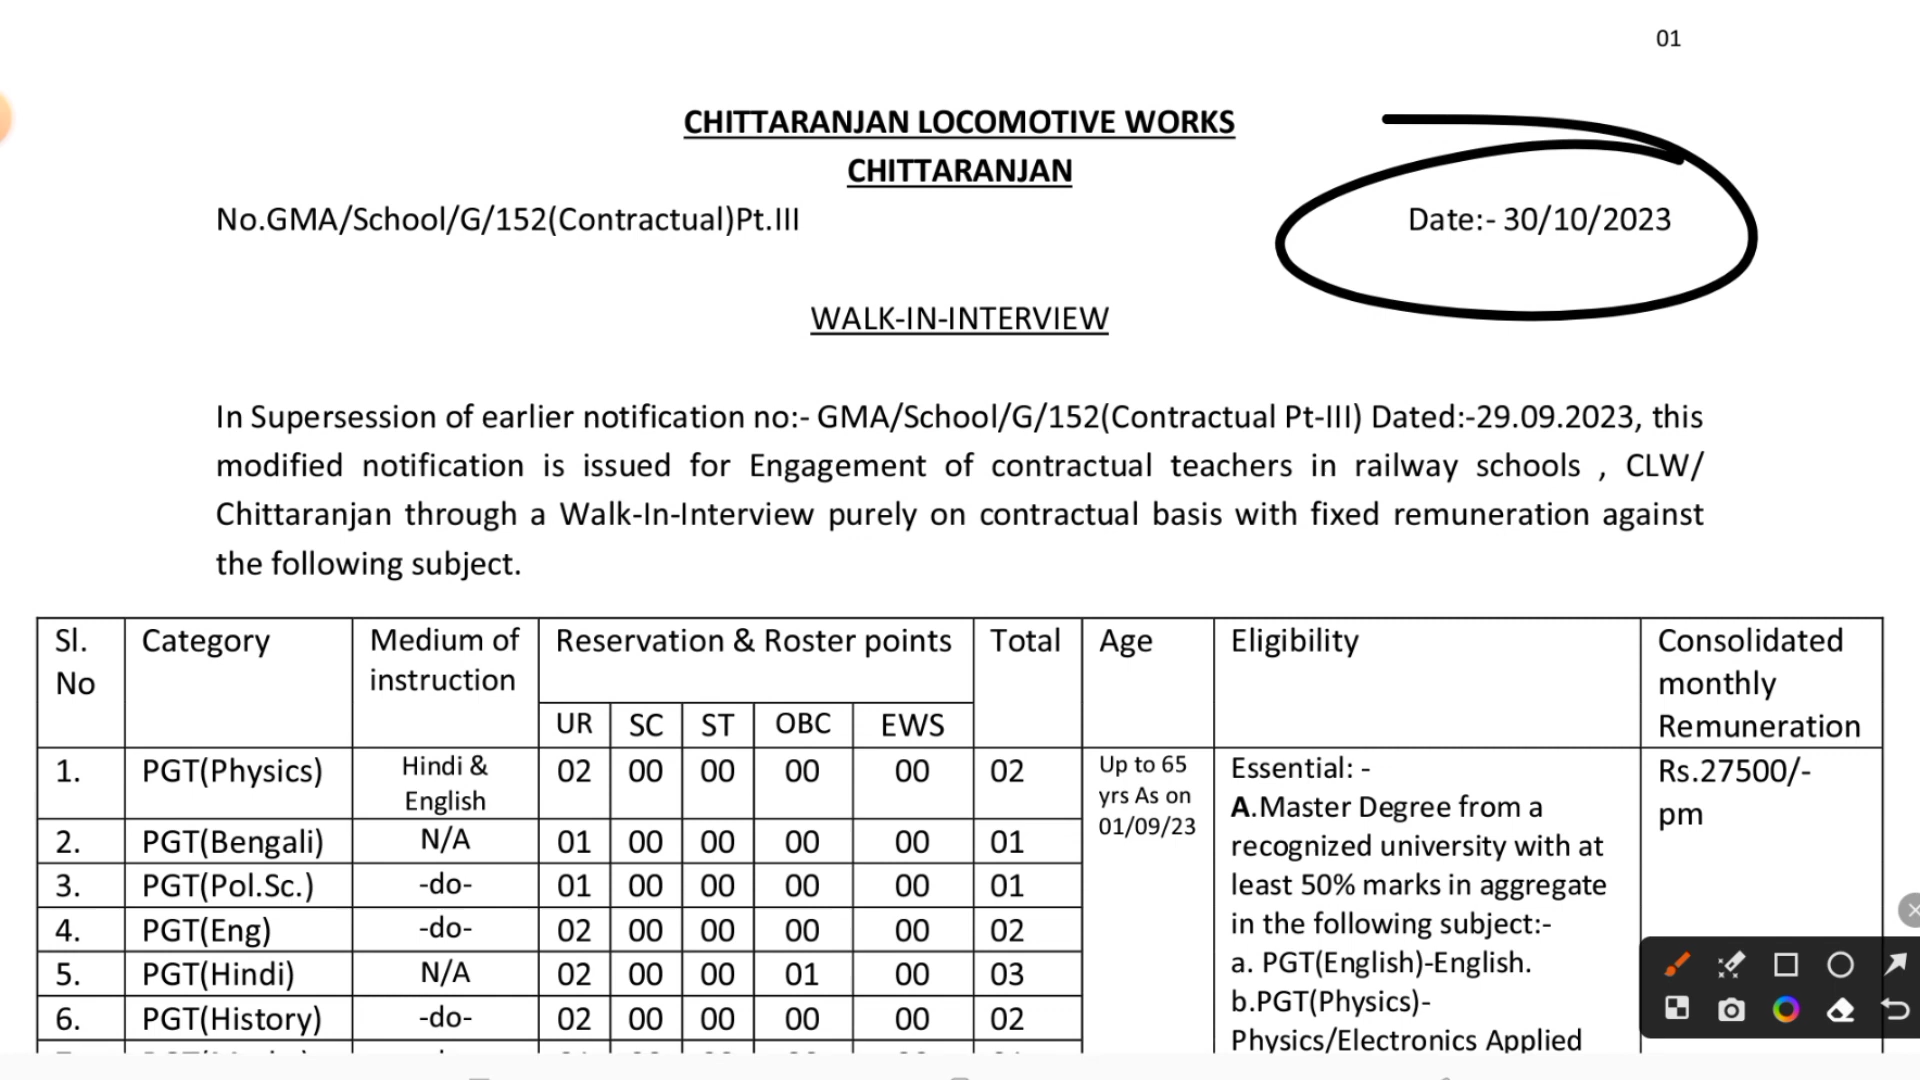 01
CHITTARANJAN LOCOMOTIVE WORKS
CHITTARANJAN
No.GMA/School/G/152(Contractual)Pt.III Date:- 30/10/2023
WALK-IN-INTERVIEW
In Supersession of earlier notification no:- GMA/School/G/152(Contractual Pt-III) Dated:-29.09.2023, this
modified notification is issued for Engagement of contractual teachers in railway schools , CLW/
Chittaranjan through a Walk-In-Interview purely on contractual basis with fixed remuneration against
the following subject.
Sl. No Category Medium of instruction Reservation & Roster points Total Age Eligibility Consolidated monthly Remuneration
UR SC ST OBC EWS
1. PGT(Physics) Hindi & English 02 00 00 00 00 02
2. PGT(Bengali) N/A 01 00 00 00 00 01
3. PGT(Pol.Sc.) -do- 01 00 00 00 00 01
4. PGT(Eng) -do- 02 00 00 00 00 02
5. PGT(Hindi) N/A 02 00 00 01 00 03
6. PGT(History) -do- 02 00 00 00 00 02
Up to 65
yrs As on
01/09/23
Essential: -
A.Master Degree from a
recognized university with at
least 50% marks in aggregate
in the following subject:-
a. PGT(English)-English.
b.PGT(Physics)-
Physics/Electronics Applied
Rs.27500/-
pm